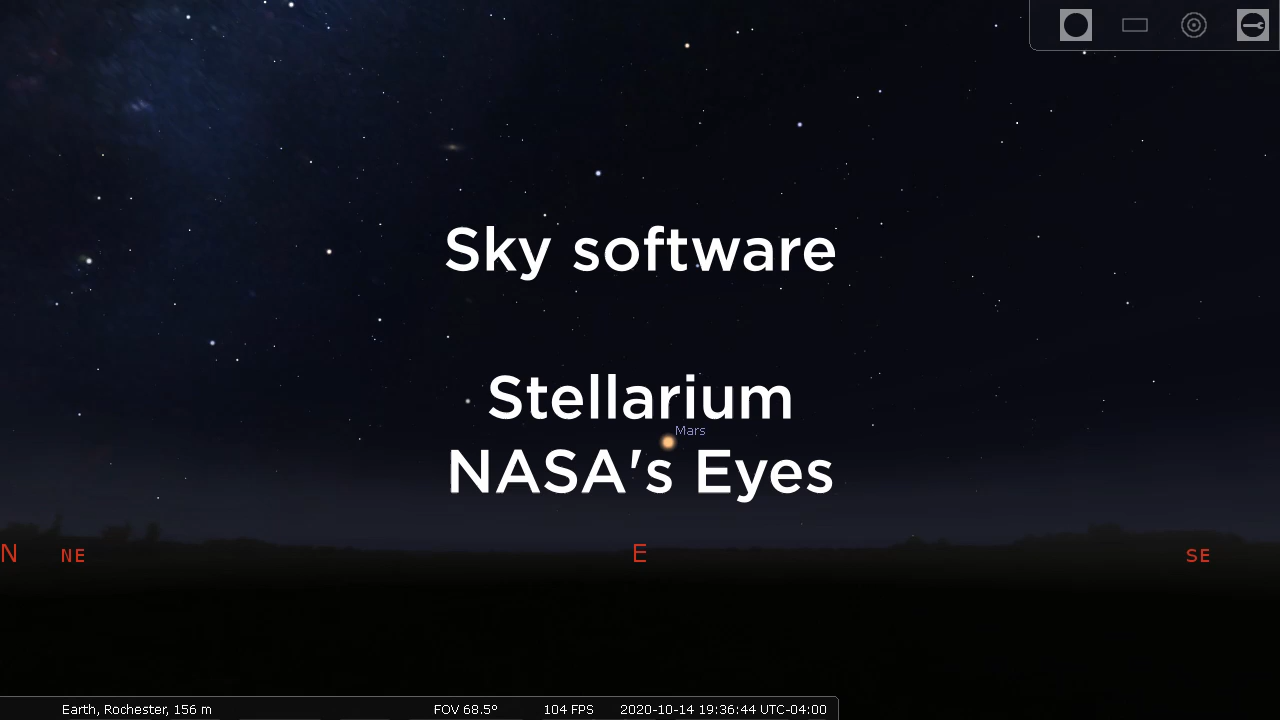 Sky software
Stellarium
Mars
NASA's Eyes
N NE E SE
Earth, Rochester, 156 m FOV 68.5° 104 FPS 2020-10-14 19:36:44 UTC-04:00